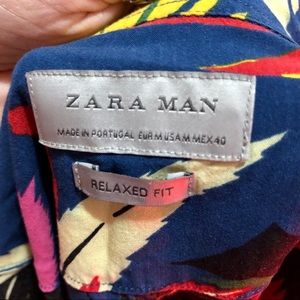 ZARA MAN
MADE IN PORTUGAL EUR M USA M MEX 40
RELAXED FIT